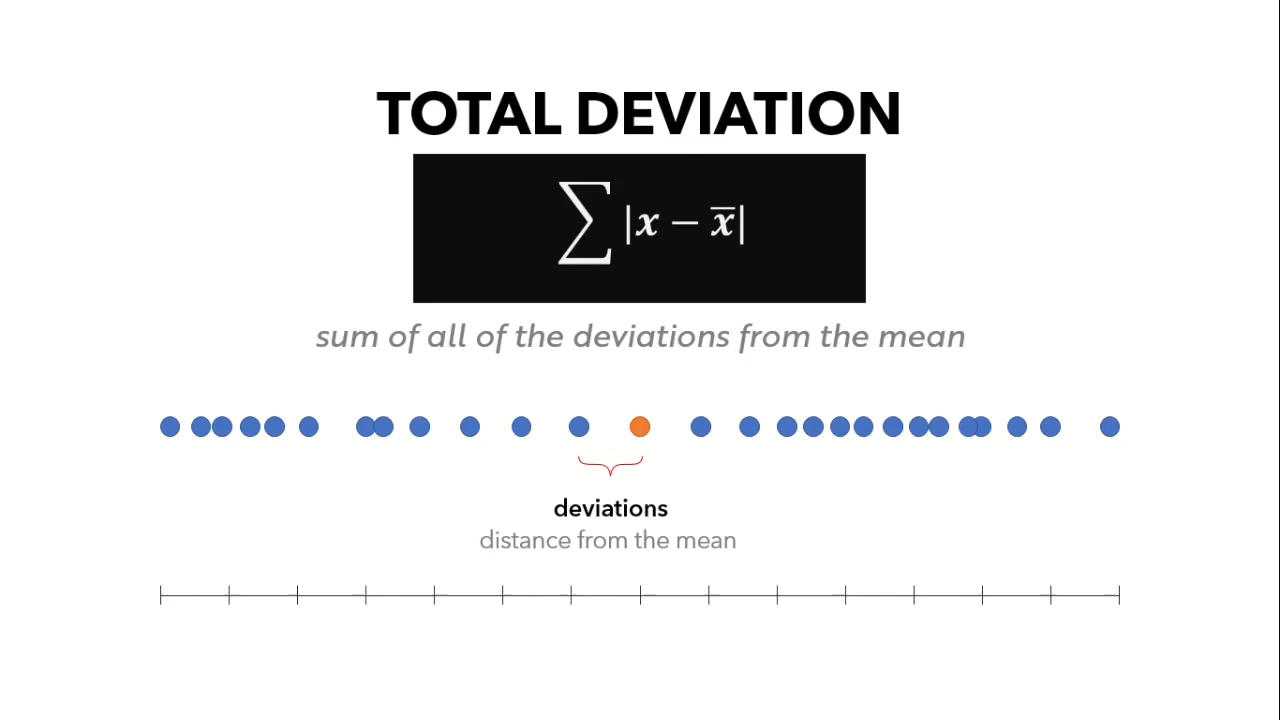 TOTAL DEVIATION
∑|x − x̅|
sum of all of the deviations from the mean
deviations
distance from the mean